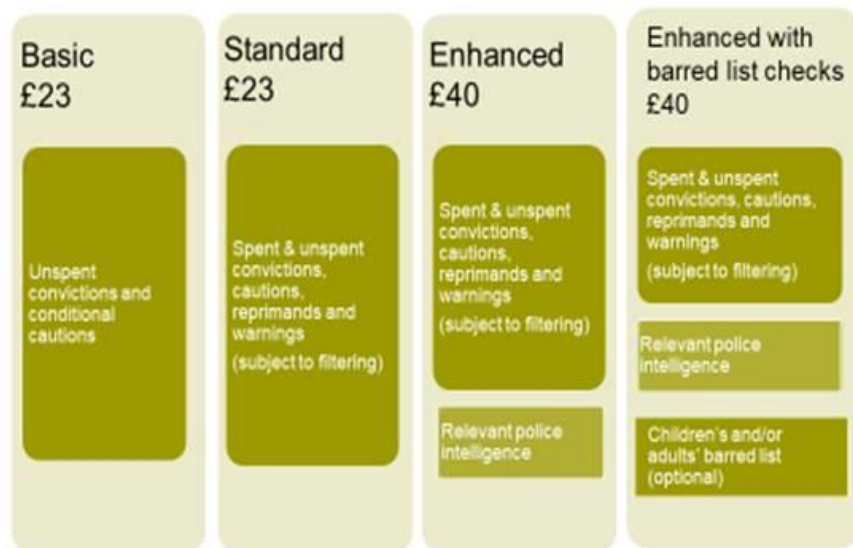 Basic
£23
Unspent
convictions and
conditional
cautions
Standard
£23
Spent & unspent
convictions,
cautions,
reprimands and
warnings
(subject to filtering)
Enhanced
£40
Spent & unspent
convictions,
cautions,
reprimands and
warnings
(subject to filtering)
Relevant police
intelligence
Enhanced with
barred list checks
£40
Spent & unspent
convictions, cautions,
reprimands and
warnings
(subject to filtering)
Relevant police
intelligence
Children's and/or
adults' barred list
(optional)